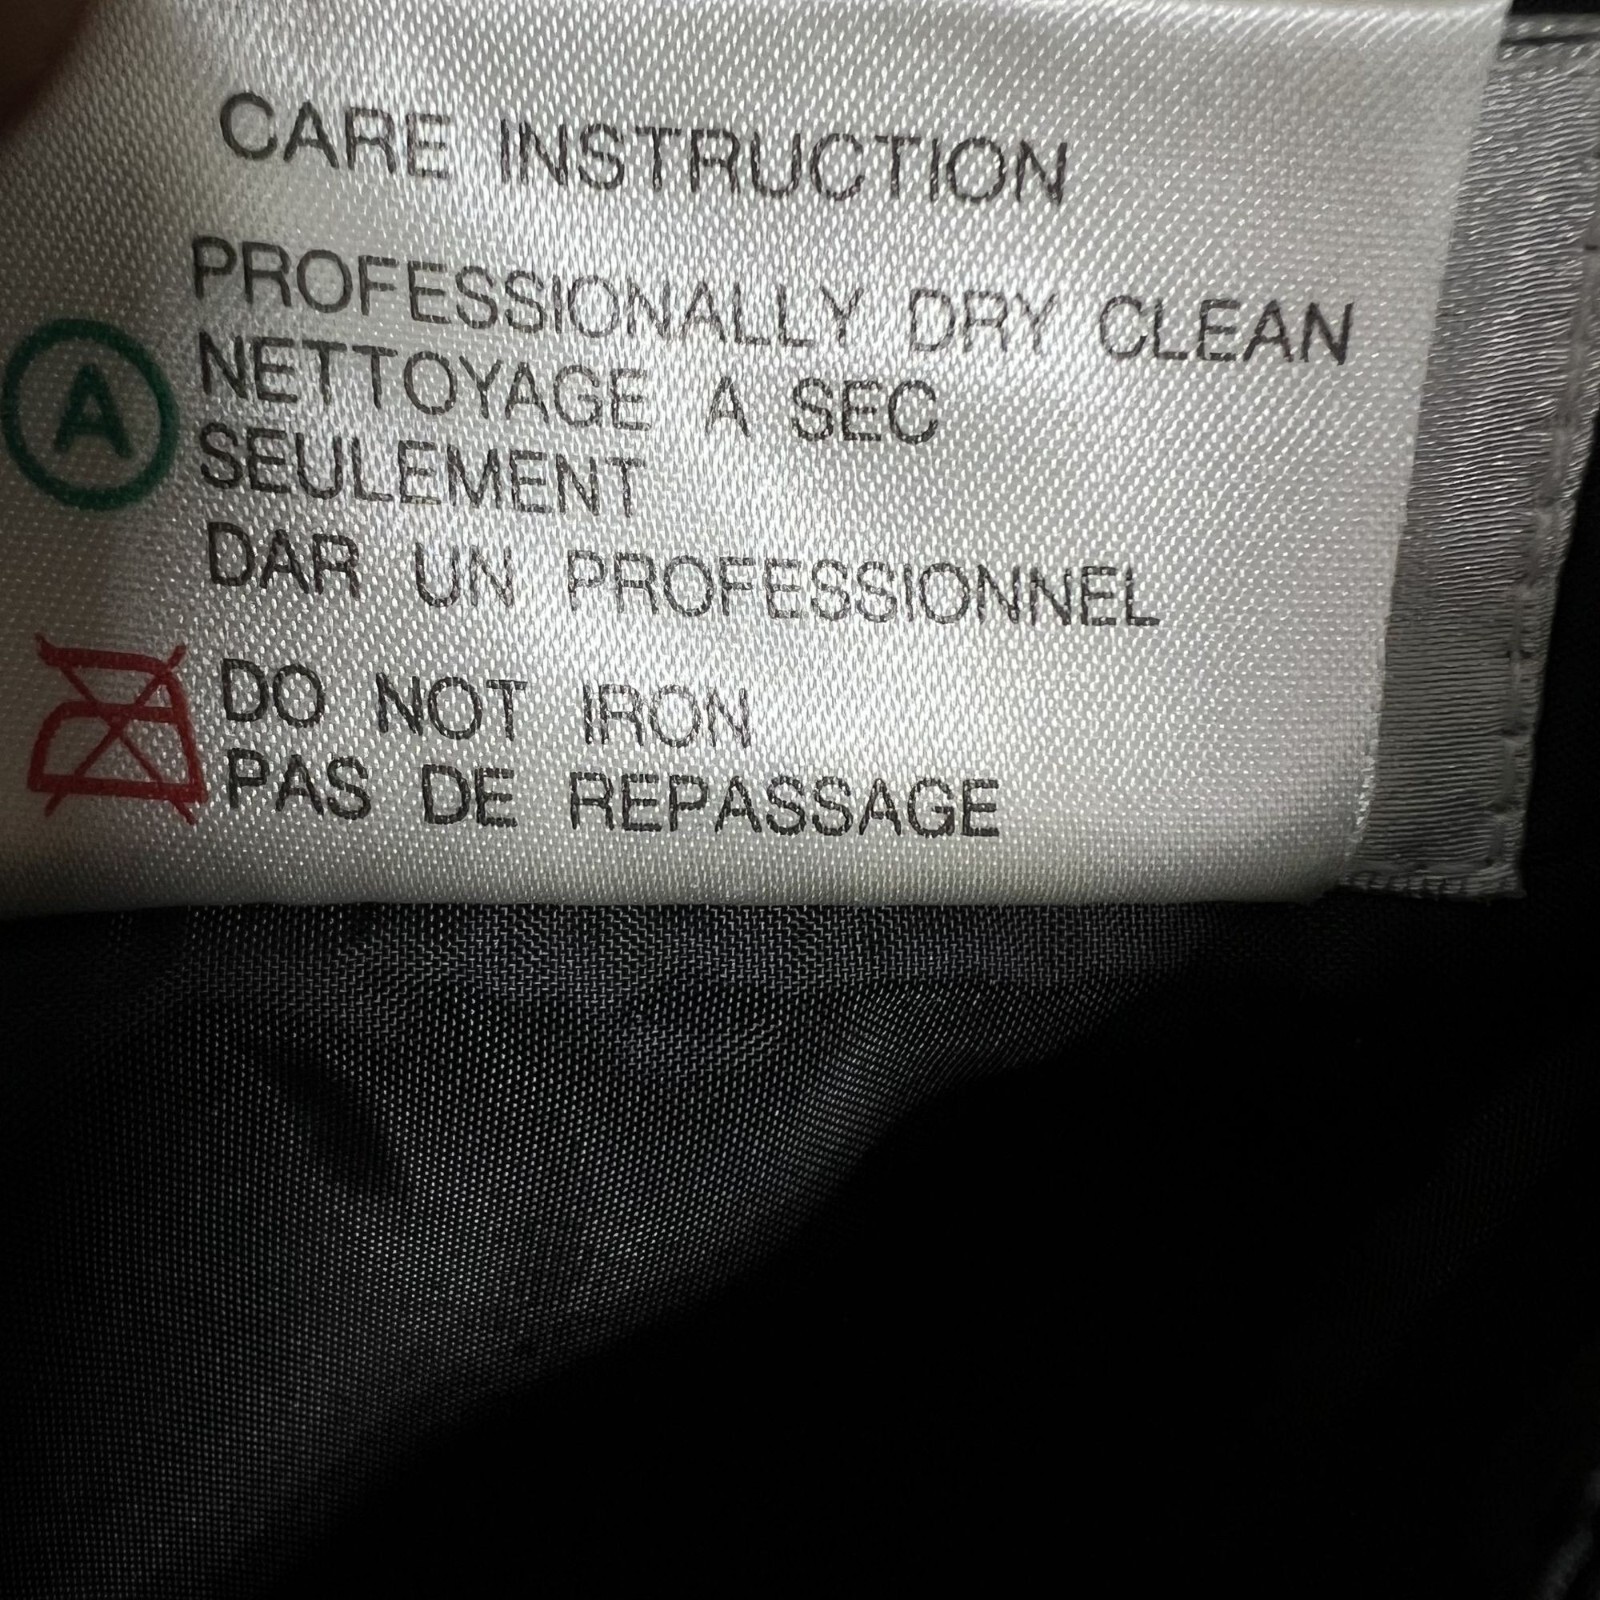 CARE INSTRUCTION
PROFESSIONALLY DRY CLEAN
A NETTOYAGE A SEC
SEULEMENT
DAR UN PROFESSIONNEL
DO NOT IRON
PAS DE REPASSAGE